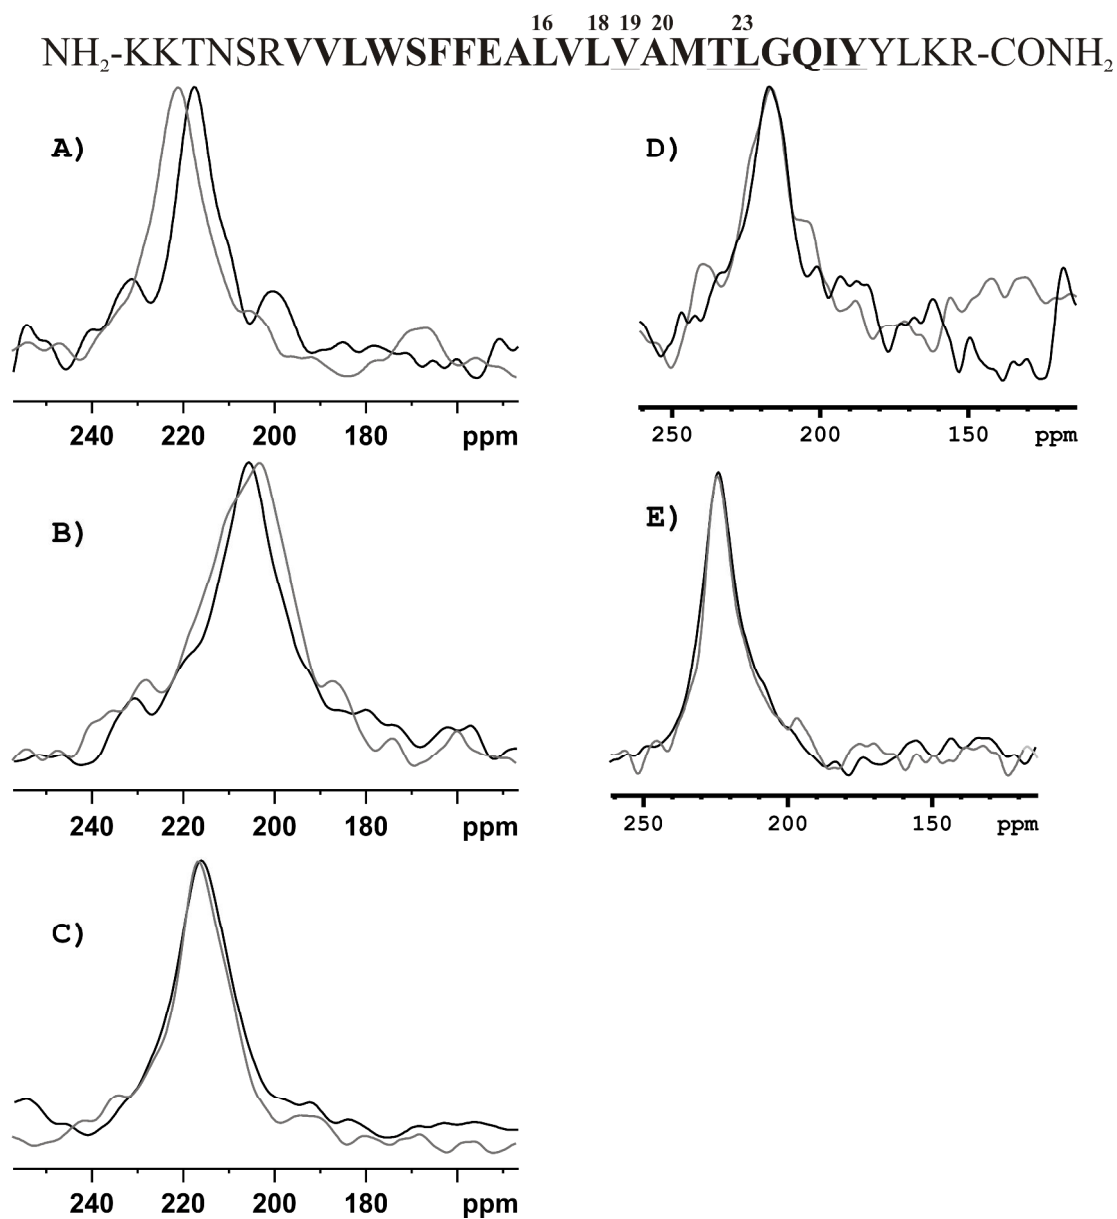 16 18 19 20 23
NH2-KKTNSRVVLWSFFEALVLVAMTLGQIYYLKR-CONH2
A)
240 220 200 180 ppm
D)
250 200 150 ppm
B)
240 220 200 180 ppm
E)
250 200 150 ppm
C)
240 220 200 180 ppm